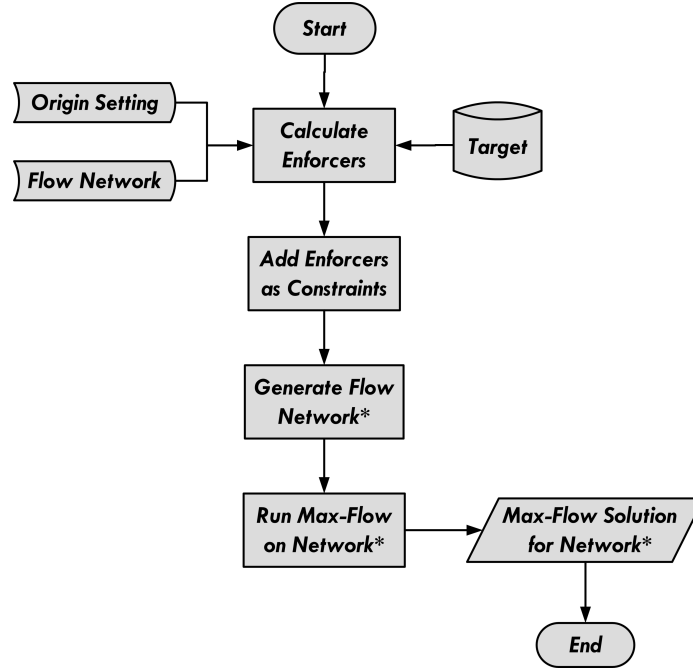 Start
Origin Setting
Flow Network
Calculate
Enforcers
Target
Add Enforcers
as Constraints
Generate Flow
Network*
Run Max-Flow
on Network*
Max-Flow Solution
for Network*
End